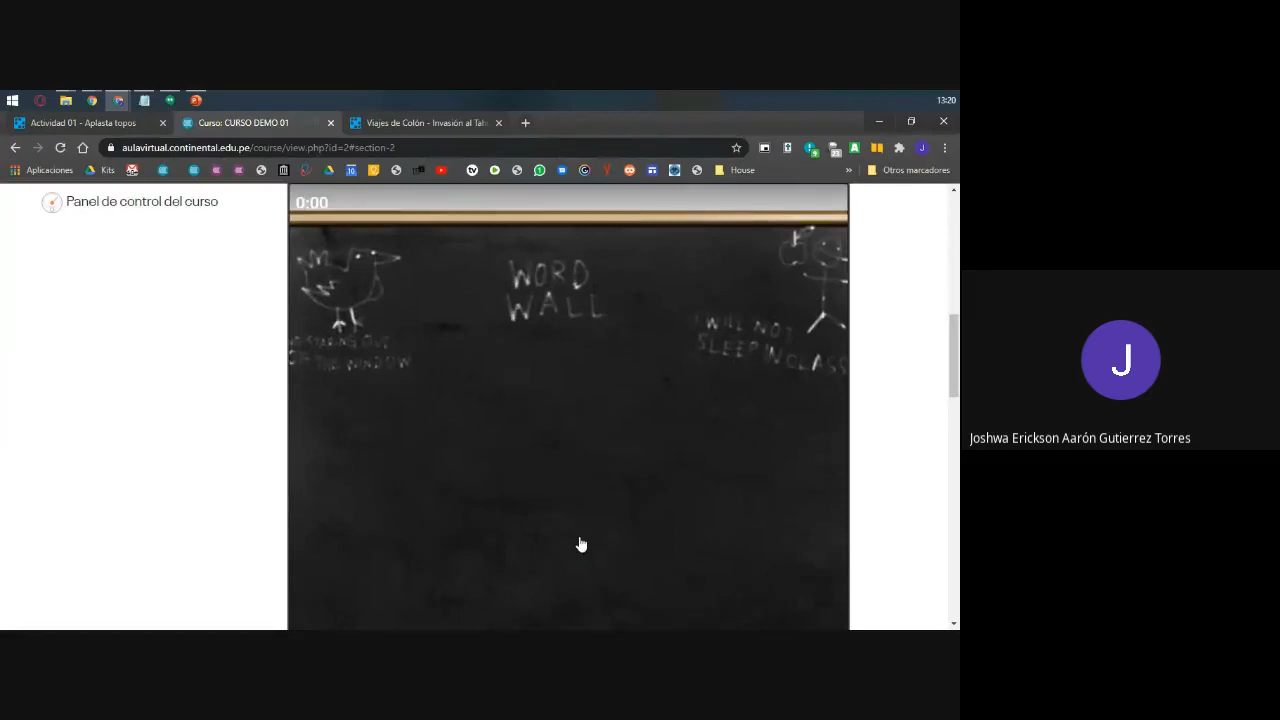 13:20
Actividad 01 - Aplasta topos
Curso: CURSO DEMO 01
Viajes de Colón - Invasión al Tah
aulavirtual.continental.edu.pe/course/view.php?id=2#section-2
Aplicaciones
Kits
House
»
Otros marcadores
Panel de control del curso
0:00
WORD
WALL
OUT
OF THE WINDOW
I WILL NOT
SLEEP IN CLASS
J
Joshwa Erickson Aarón Gutierrez Torres